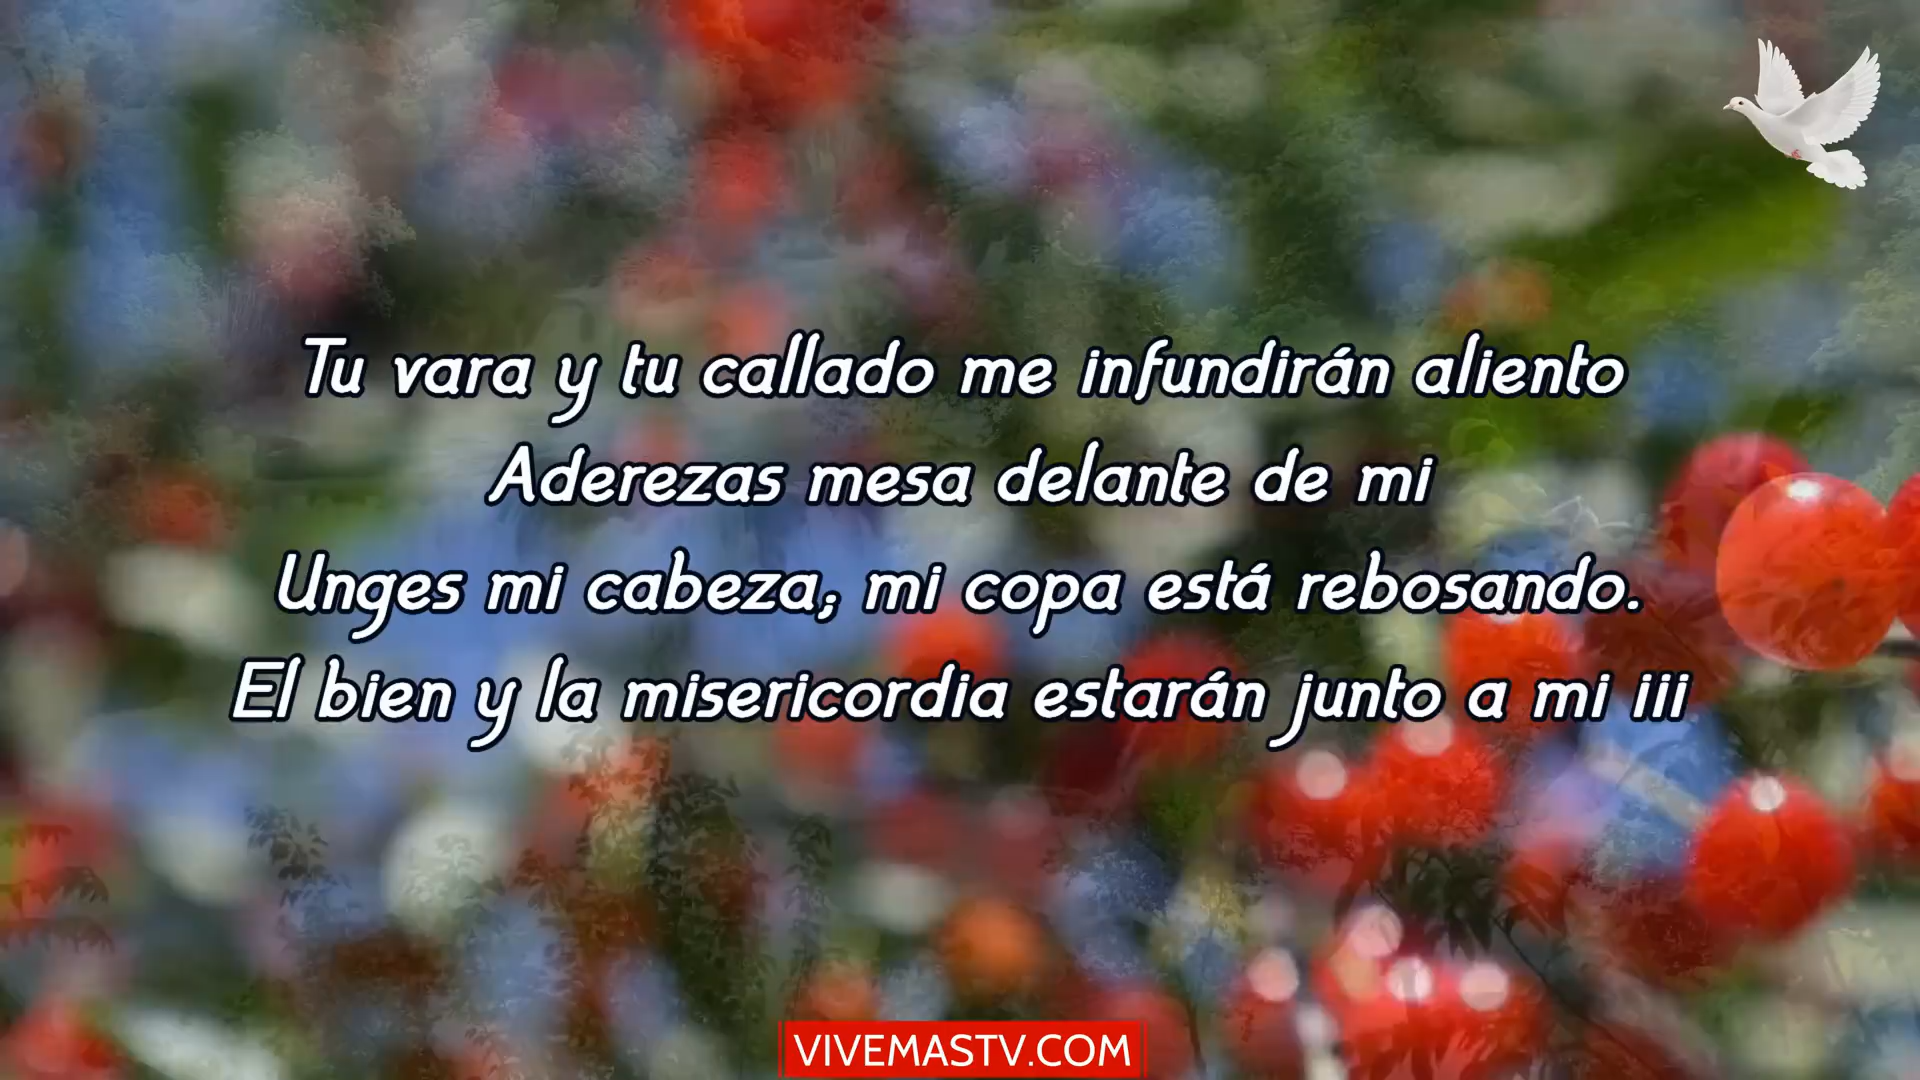 Tu vara y tu callado me infundirán aliento
Aderezas mesa delante de mi
Unges mi cabeza; mi copa está rebosando.
El bien y la misericordia estarán junto a mi iii
VIVEMASTV.COM